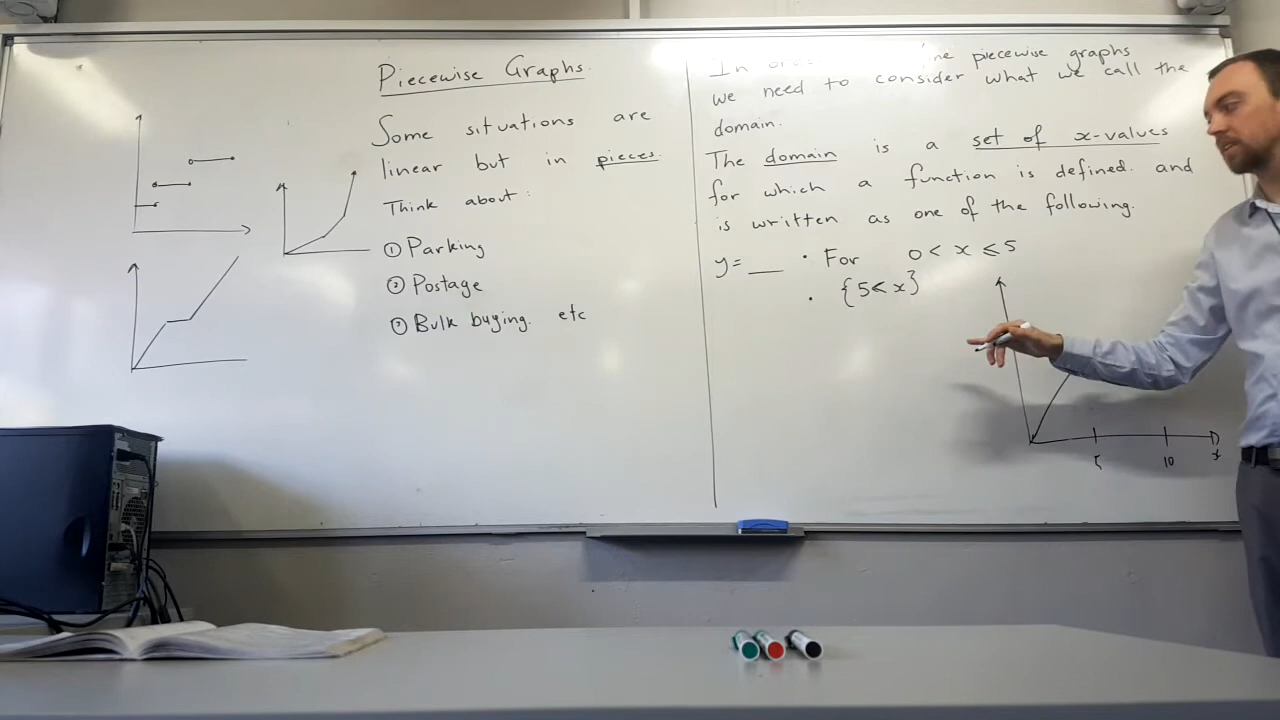 Piecewise Graphs.
Some situations are
linear but in pieces.
Think about:
① Parking
② Postage
③ Bulk buying. etc
In piecewise graphs
we need to consider what we call the
domain.
The domain is a set of x-values
for which a function is defined. and
is written as one of the following.
y= __ · For 0 < x ≤ 5
· {5 < x}
5 10 x